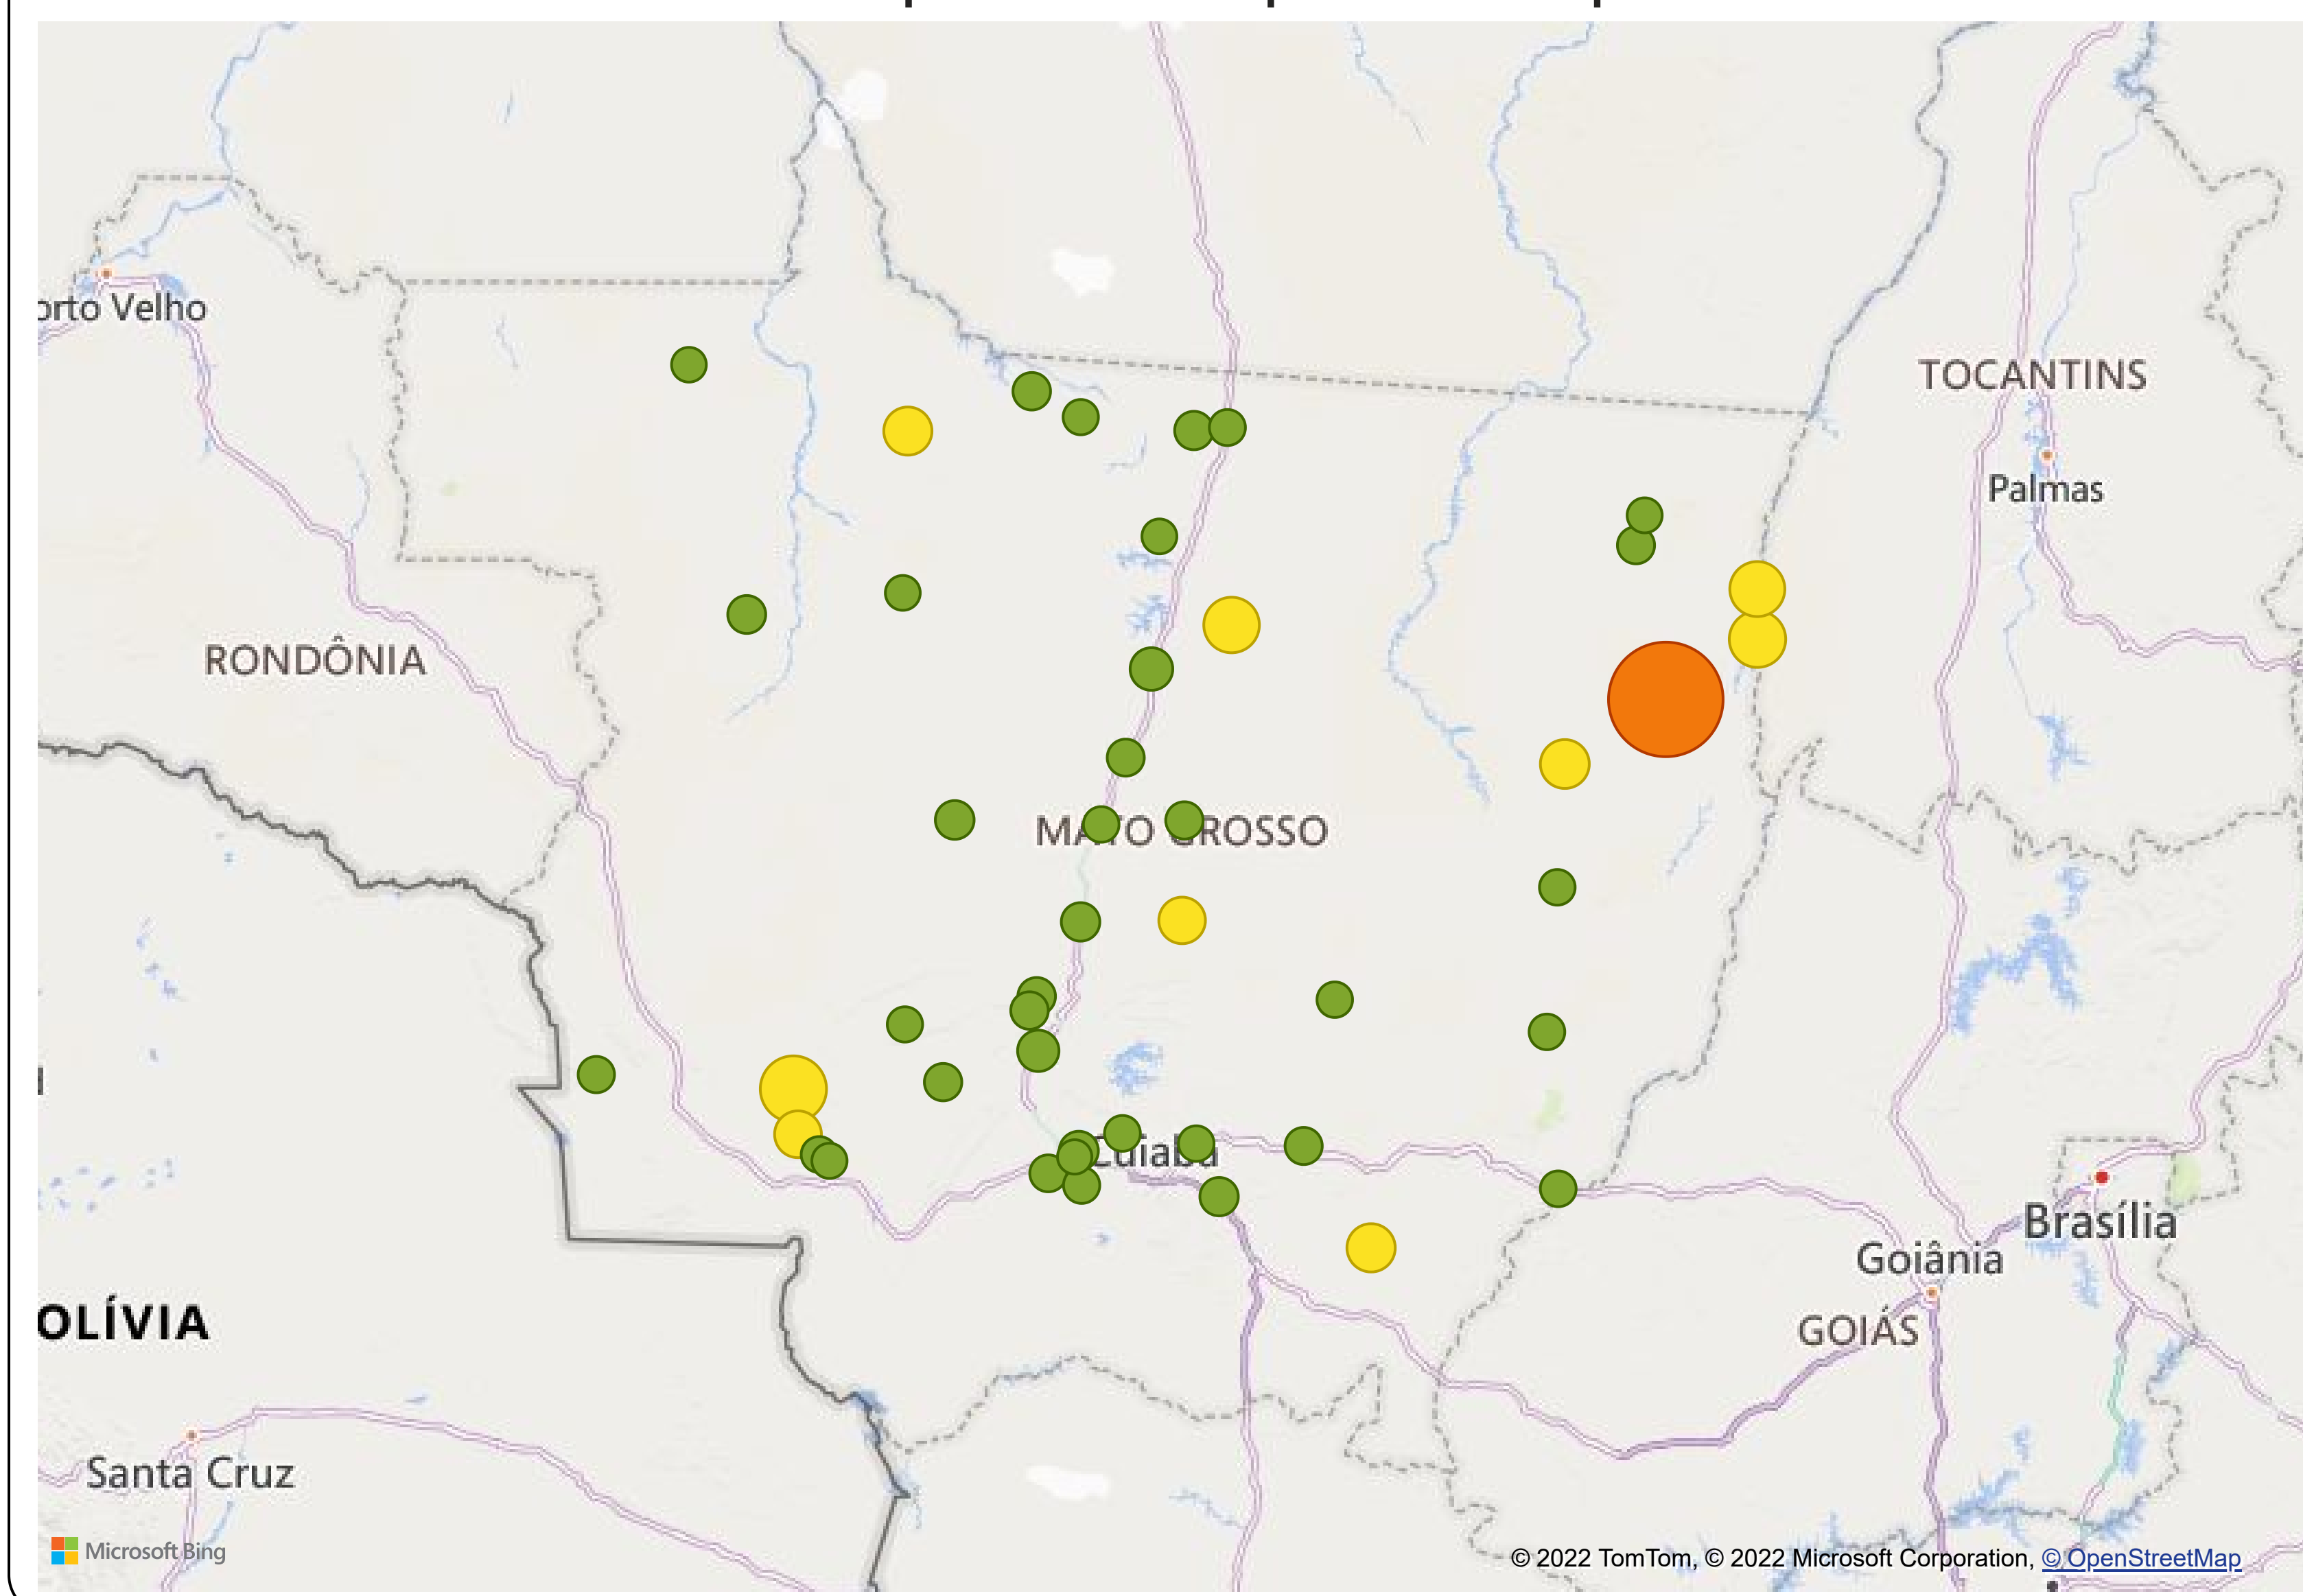 orto Velho
TOCANTINS
Palmas
RONDÔNIA
MATO GROSSO
Cuiabá
Brasília
Goiânia
OLÍVIA
GOIÁS
Santa Cruz
Microsoft Bing
© 2022 TomTom, © 2022 Microsoft Corporation, © OpenStreetMap